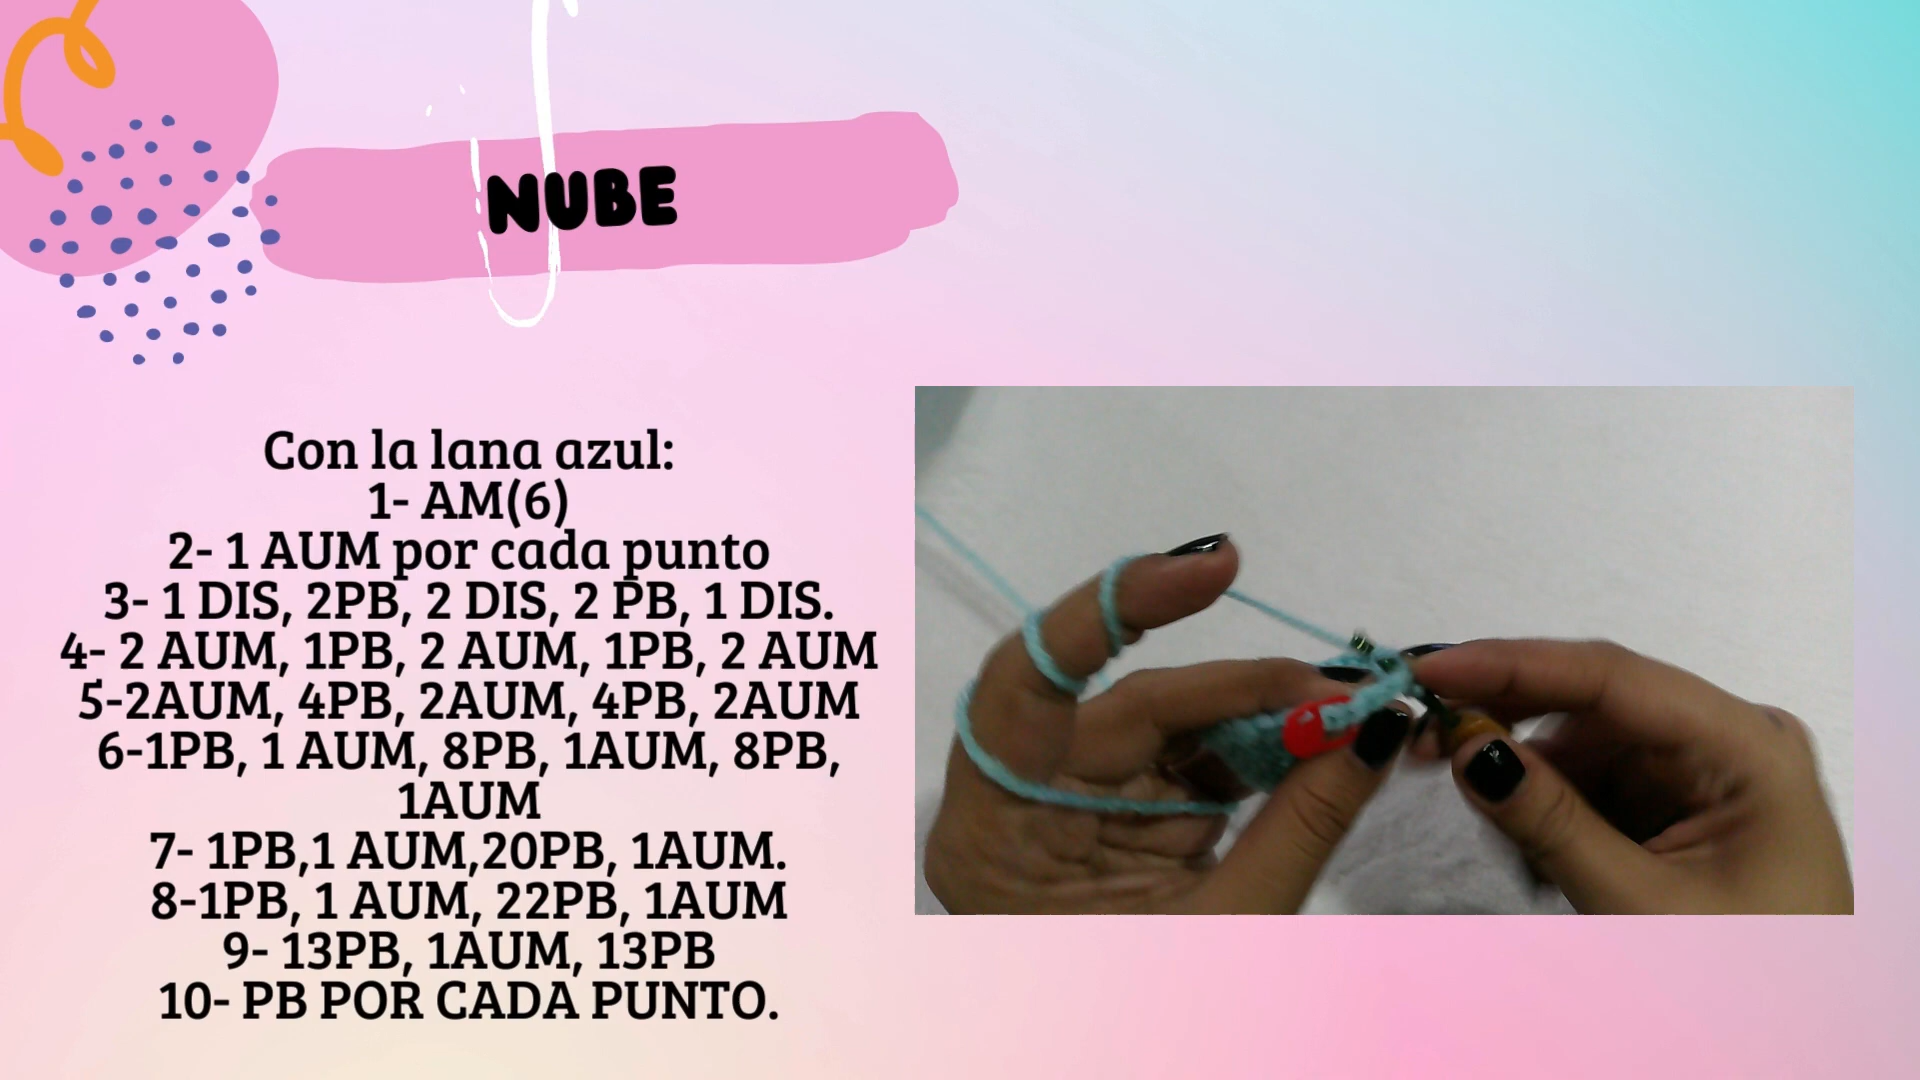 NUBE
Con la lana azul:
1- AM(6)
2- 1 AUM por cada punto
3- 1 DIS, 2PB, 2 DIS, 2 PB, 1 DIS.
4- 2 AUM, 1PB, 2 AUM, 1PB, 2 AUM
5-2AUM, 4PB, 2AUM, 4PB, 2AUM
6-1PB, 1 AUM, 8PB, 1AUM, 8PB,
1AUM
7- 1PB,1 AUM,20PB, 1AUM.
8-1PB, 1 AUM, 22PB, 1AUM
9- 13PB, 1AUM, 13PB
10- PB POR CADA PUNTO.